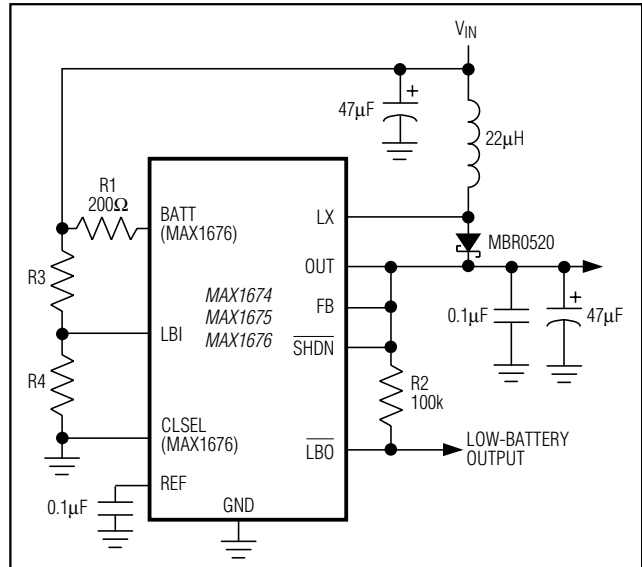 VIN
47µF
+
22µH
R1
200Ω
BATT
(MAX1676)
LX
MBR0520
OUT
R3
MAX1674
MAX1675
MAX1676
FB
0.1µF
+
47µF
LBI
SHDN
R4
R2
100k
CLSEL
(MAX1676)
LBO
LOW-BATTERY
OUTPUT
REF
0.1µF
GND